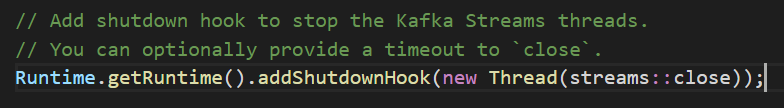 // Add shutdown hook to stop the Kafka Streams threads.
// You can optionally provide a timeout to `close`.
Runtime.getRuntime().addShutdownHook(new Thread(streams::close));